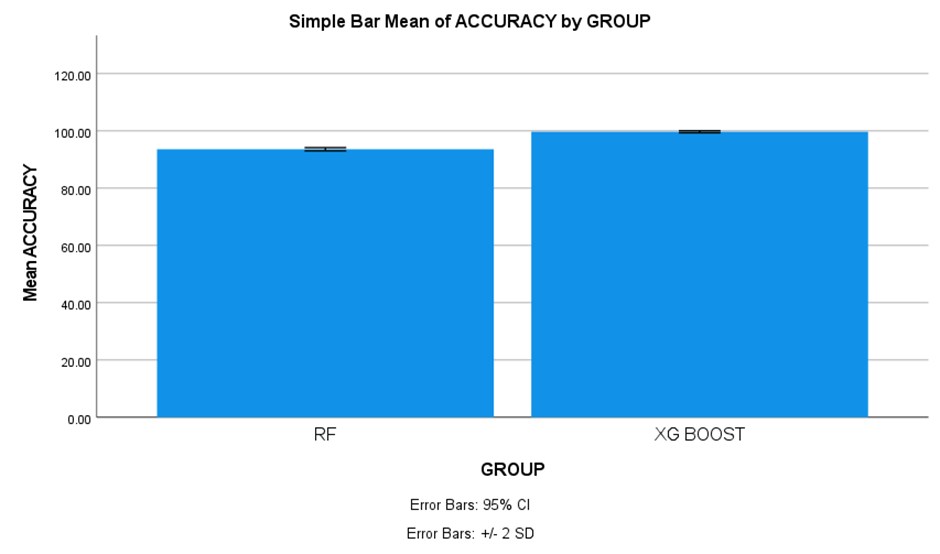 Simple Bar Mean of ACCURACY by GROUP
Mean ACCURACY
120.00
100.00
80.00
60.00
40.00
20.00
0.00
RF XG BOOST
GROUP
Error Bars: 95% CI
Error Bars: +/- 2 SD